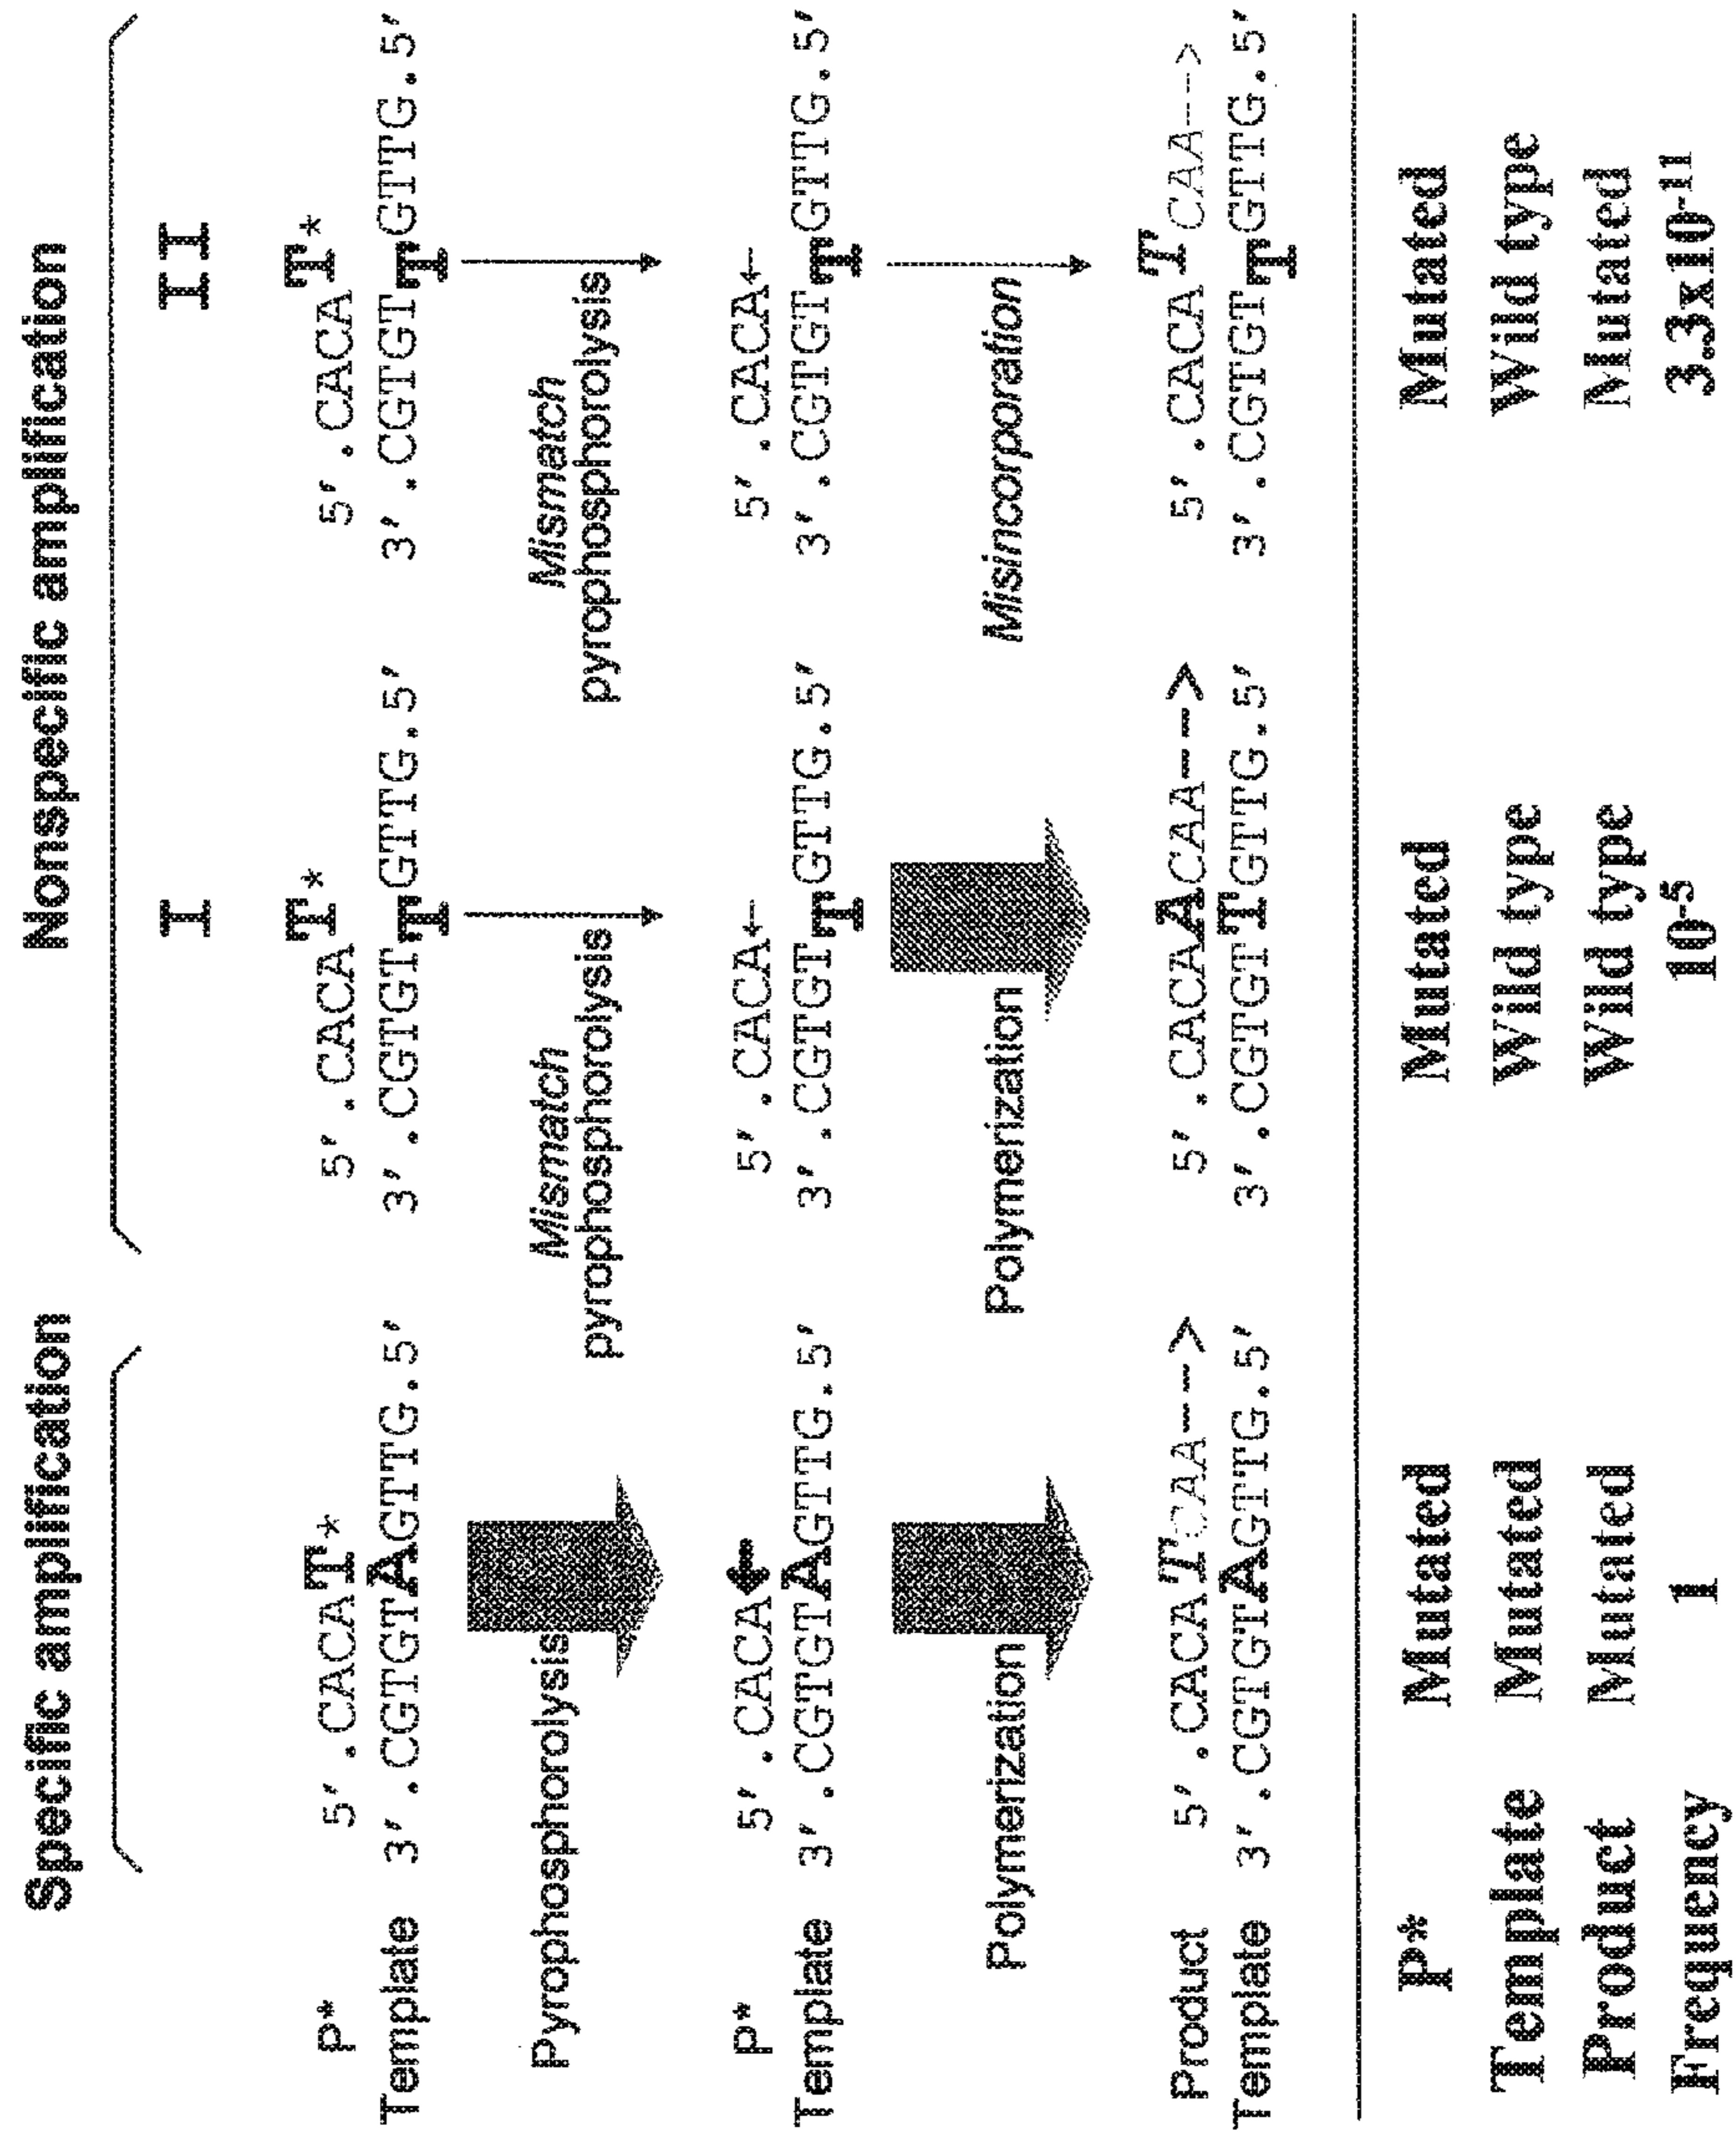 Specific amplification Nonspecific amplification
I II
P* 5′.CACAT* 5′.CACAT* 5′.CACAT*
Template 3′.CGTGTAGTTG.5′ 3′.CGTGTTGTTG.5′ 3′.CGTGTTGTTG.5′
Pyrophosphorolysis Mismatch pyrophosphorolysis Mismatch pyrophosphorolysis
P* 5′.CACA← 5′.CACA← 5′.CACA←
Template 3′.CGTGTAGTTG.5′ 3′.CGTGTTGTTG.5′ 3′.CGTGTTGTTG.5′
Polymerization Polymerization Misincorporation
Product 5′.CACATCAA--> 5′.CACAACAA--> 5′.CACATCAA--->
Template 3′.CGTGTAGTTG.5′ 3′.CGTGTTGTTG.5′ 3′.CGTGTTGTTG.5′
P* Mutated Mutated Mutated
Template Mutated Wild type Wild type
Product Mutated Wild type Mutated
Frequency 1 10⁻⁵ 3.3x10⁻¹¹